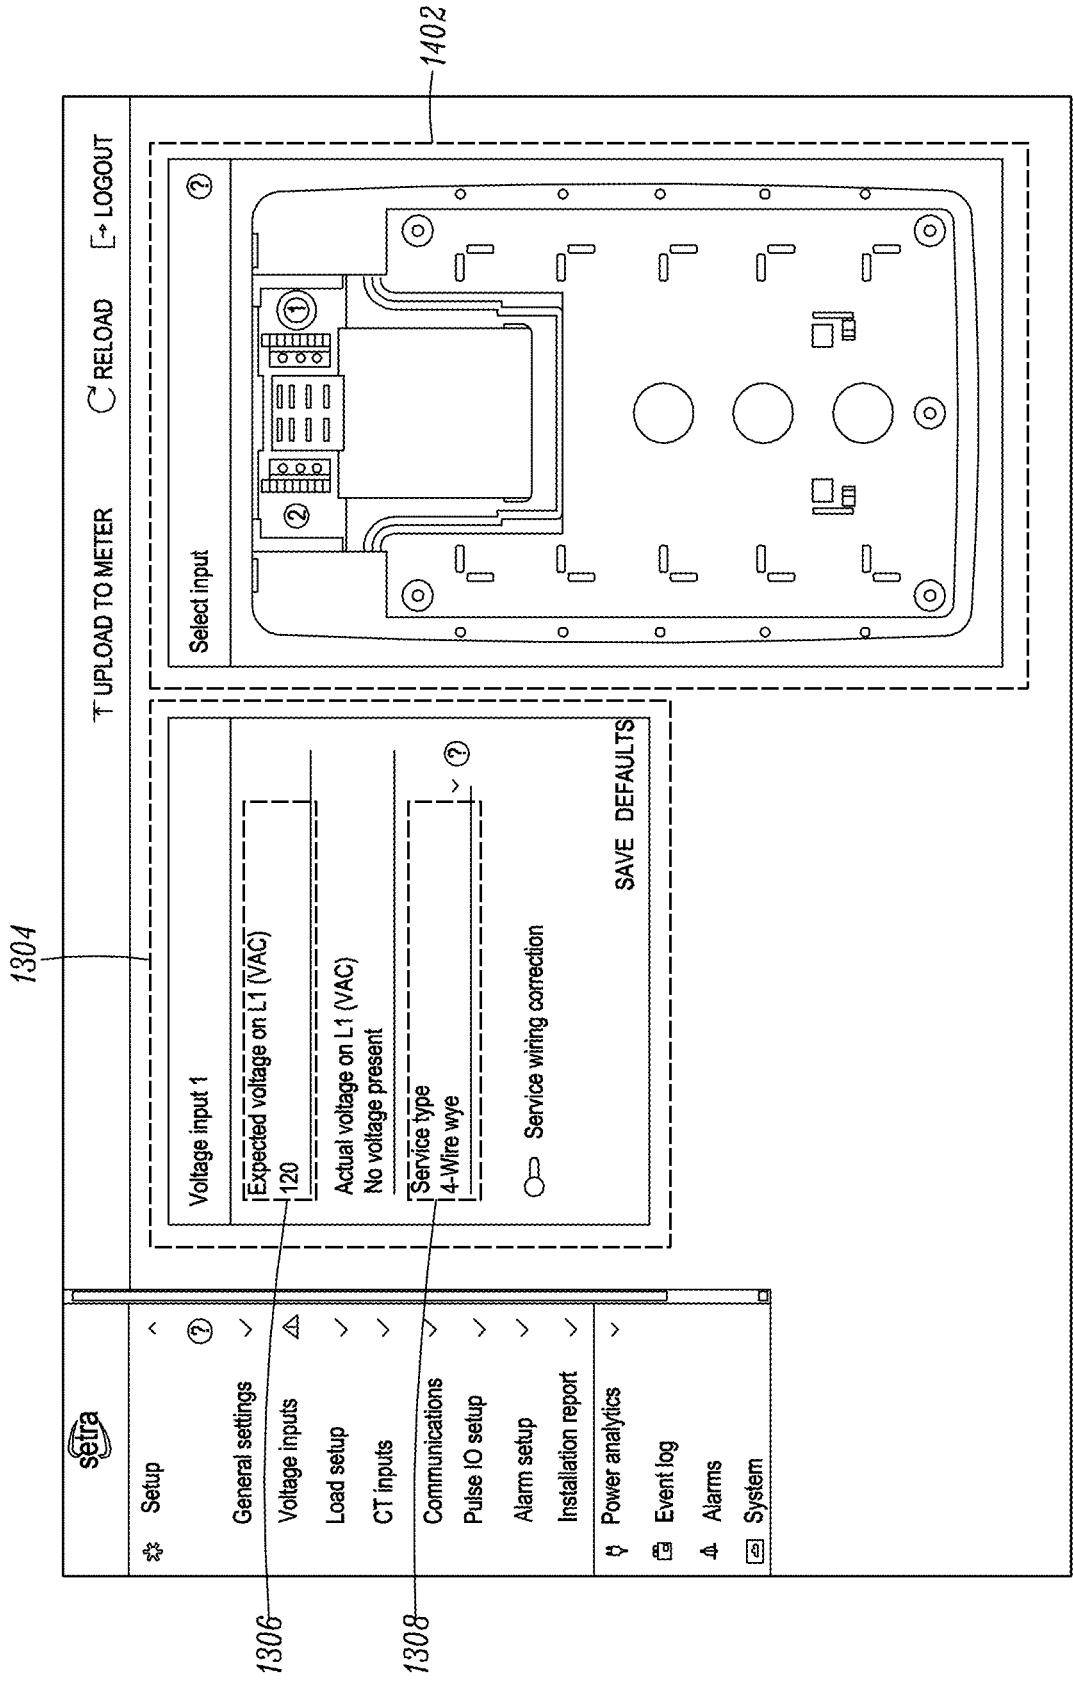 setra
UPLOAD TO METER
RELOAD
LOGOUT
Setup
?
General settings
Voltage inputs
Load setup
CT inputs
Communications
Pulse IO setup
Alarm setup
Installation report
Power analytics
Event log
Alarms
System
Voltage input 1
Expected voltage on L1 (VAC)
120
Actual voltage on L1 (VAC)
No voltage present
Service type
4-Wire wye
?
Service wiring correction
SAVE DEFAULTS
Select input
?
2
1
1304
1306
1308
1402